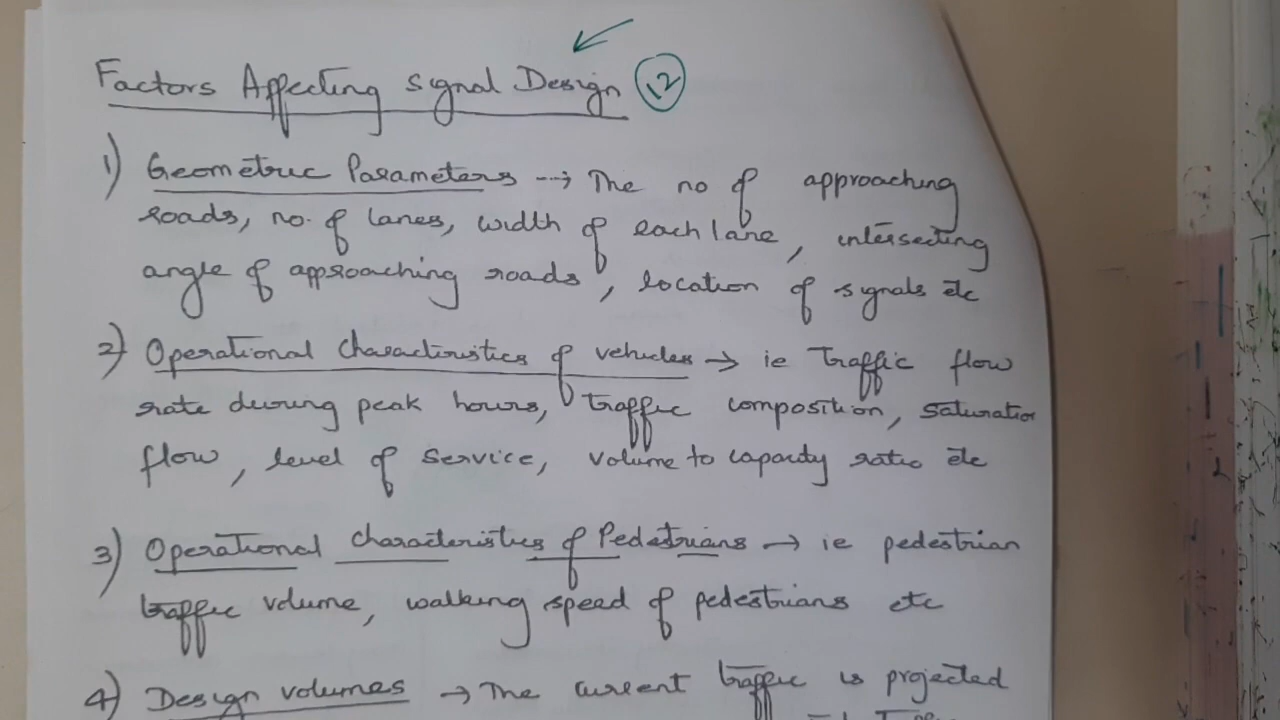 Factors Affecting Signal Design 12
1) Geometric Parameters ---> The no of approaching
roads, no. of lanes, width of each lane, intersecting
angle of approaching roads, location of signals etc
2) Operational characteristics of vehicles → ie Traffic flow
rate during peak hours, traffic composition, saturation
flow, level of service, volume to capacity ratio etc
3) Operational characteristics of Pedestrians → ie pedestrian
traffic volume, walking speed of pedestrians etc
4) Design volumes → The current traffic is projected